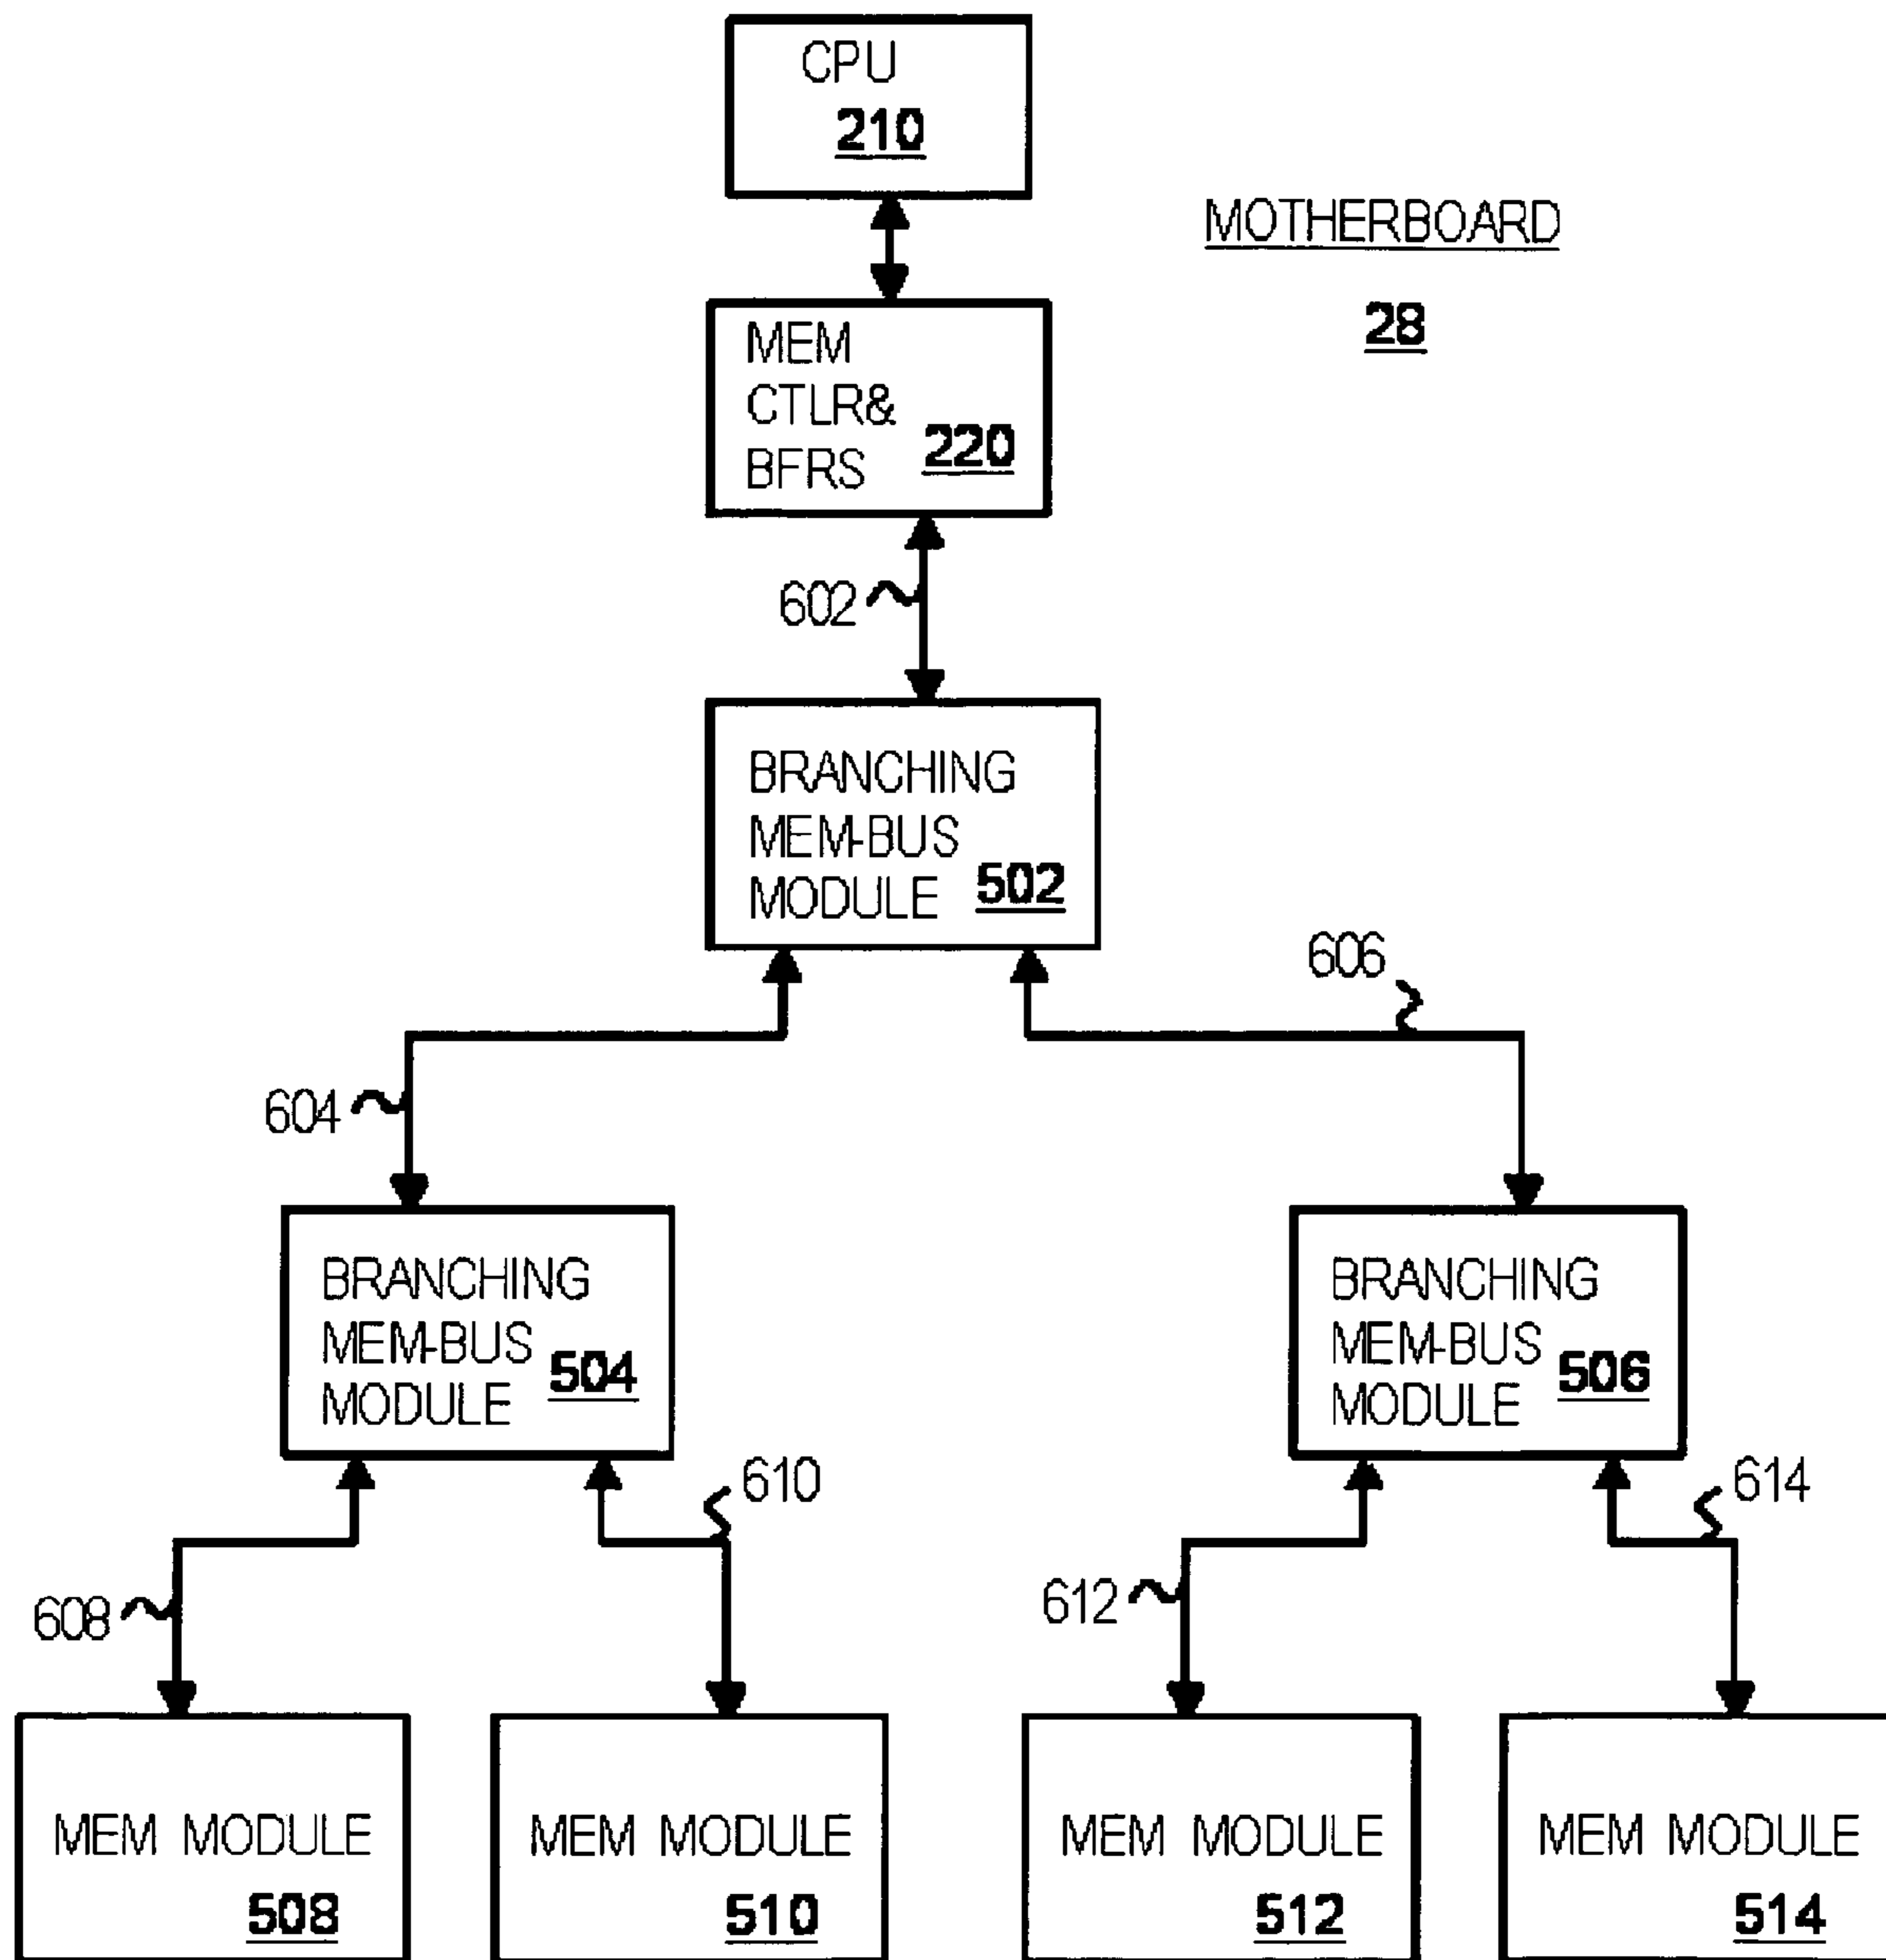 CPU
210
MOTHERBOARD
28
MEM
CTLR&
BFRS
220
602
BRANCHING
MEM-BUS
MODULE
502
606
604
BRANCHING
MEM-BUS
MODULE
504
BRANCHING
MEM-BUS
MODULE
506
610
614
608
612
MEM MODULE
508
MEM MODULE
510
MEM MODULE
512
MEM MODULE
514